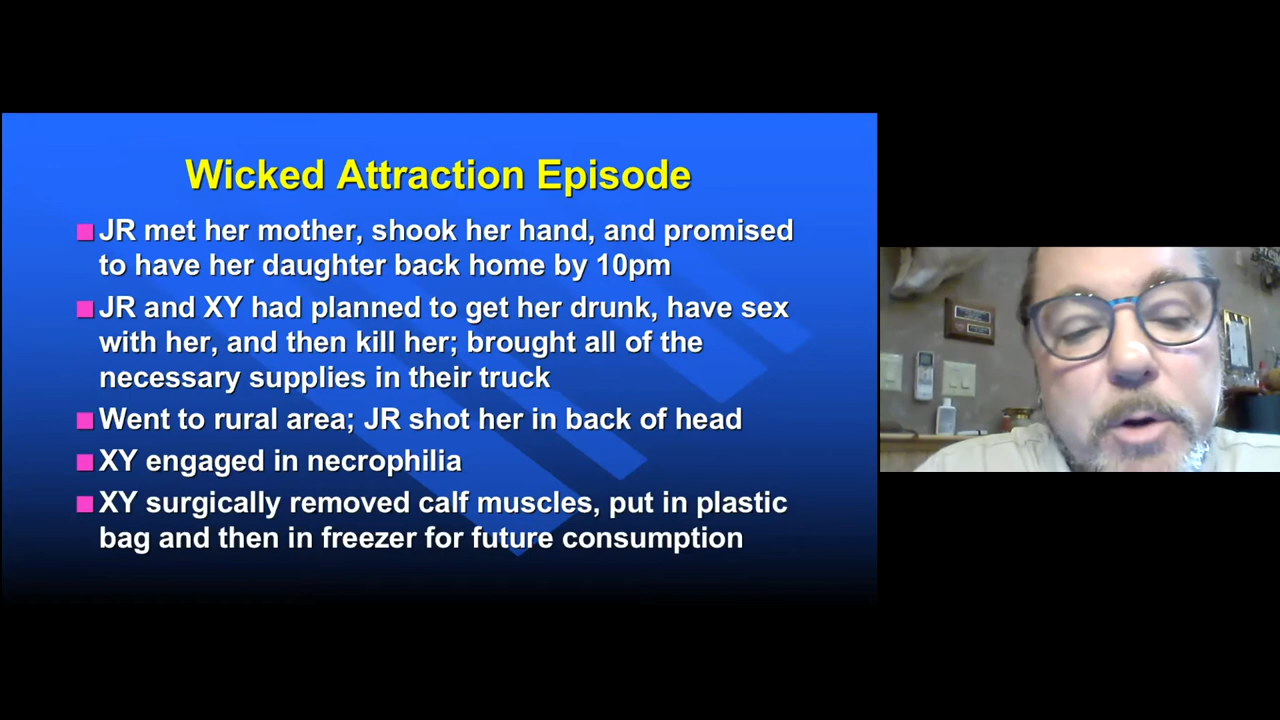 Wicked Attraction Episode
JR met her mother, shook her hand, and promised
to have her daughter back home by 10pm
JR and XY had planned to get her drunk, have sex
with her, and then kill her; brought all of the
necessary supplies in their truck
Went to rural area; JR shot her in back of head
XY engaged in necrophilia
XY surgically removed calf muscles, put in plastic
bag and then in freezer for future consumption